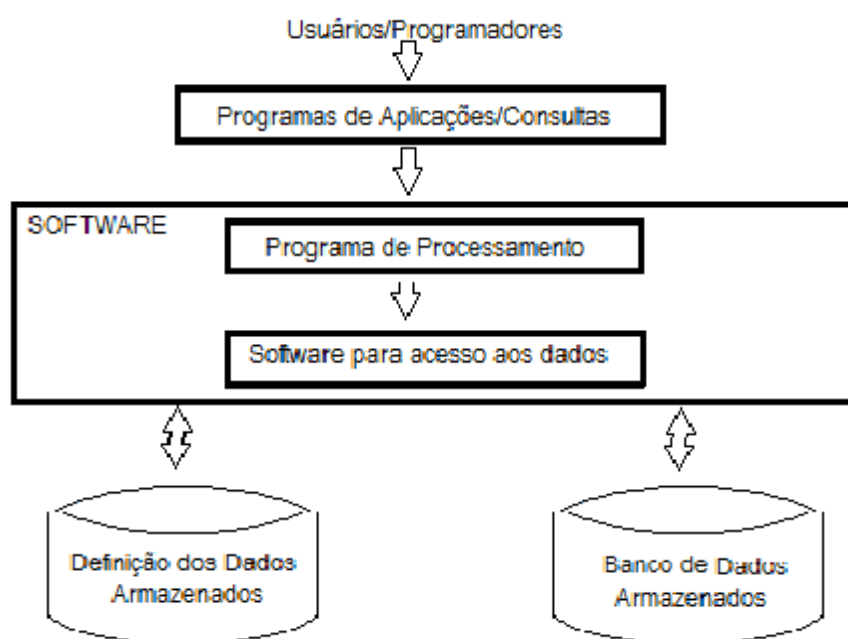 Usuários/Programadores
Programas de Aplicações/Consultas
SOFTWARE
Programa de Processamento
Software para acesso aos dados
Definição dos Dados
Armazenados
Banco de Dados
Armazenados